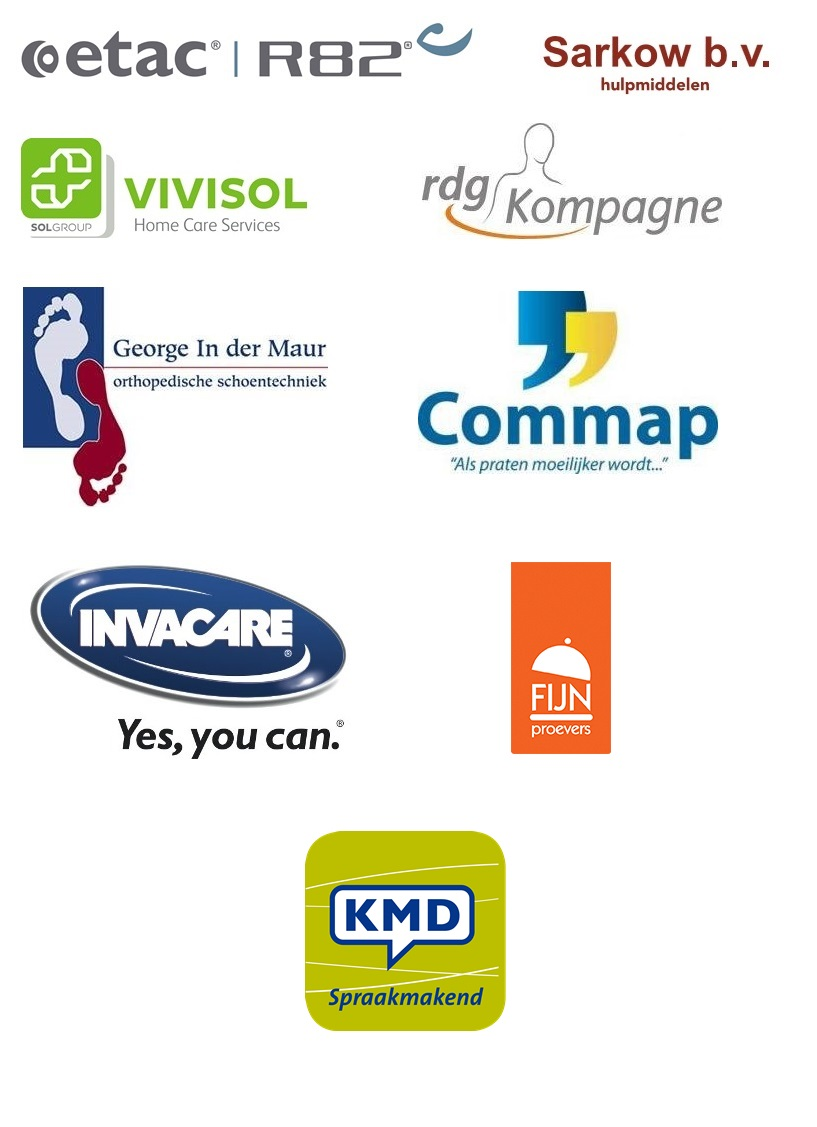 etac® | R82®
Sarkow b.v.
hulpmiddelen
SOLGROUP
VIVISOL
Home Care Services
rdg Kompagne
George In der Maur
orthopedische schoentechniek
Commap
“Als praten moeilijker wordt...”
INVACARE®
Yes, you can.®
FIJN
proevers
KMD
Spraakmakend